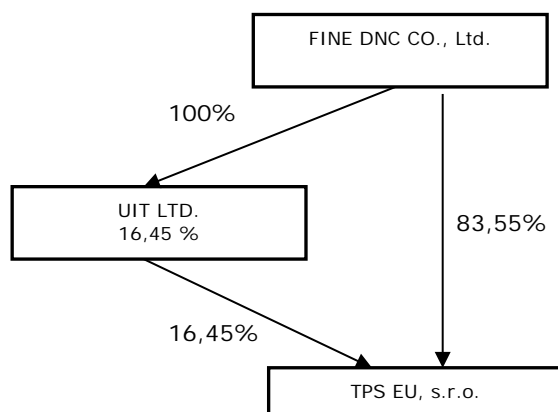 FINE DNC CO., Ltd.
100%
UIT LTD.
16,45 %
83,55%
16,45%
TPS EU, s.r.o.